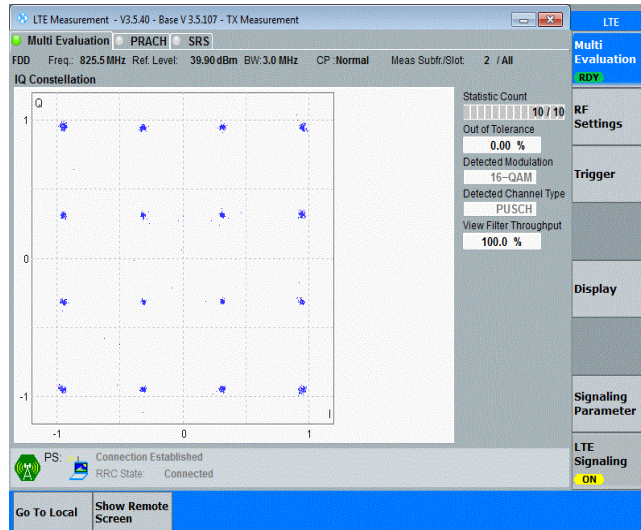 LTE Measurement - V3.5.40 - Base V 3.5.107 - TX Measurement
LTE
Multi Evaluation PRACH SRS
Multi
Evaluation
RDY
FDD Freq.: 825.5 MHz Ref. Level: 39.90 dBm BW: 3.0 MHz CP : Normal Meas Subfr./Slot: 2 / All
IQ Constellation
Q
1
0
-1
-1 0 1
I
Statistic Count
10 / 10
Out of Tolerance
0.00 %
Detected Modulation
16-QAM
Detected Channel Type
PUSCH
View Filter Throughput
100.0 %
RF
Settings
Trigger
Display
Signaling
Parameter
LTE
Signaling
ON
PS: Connection Established
RRC State: Connected
Go To Local
Show Remote
Screen